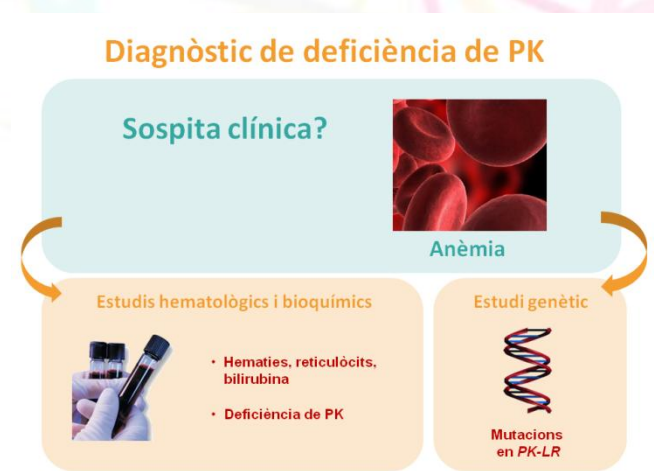 Diagnòstic de deficiència de PK
Sospita clínica?
Anèmia
Estudis hematològics i bioquímics
• Hematies, reticulòcits,
bilirubina
• Deficiència de PK
Estudi genètic
Mutacions
en PK-LR